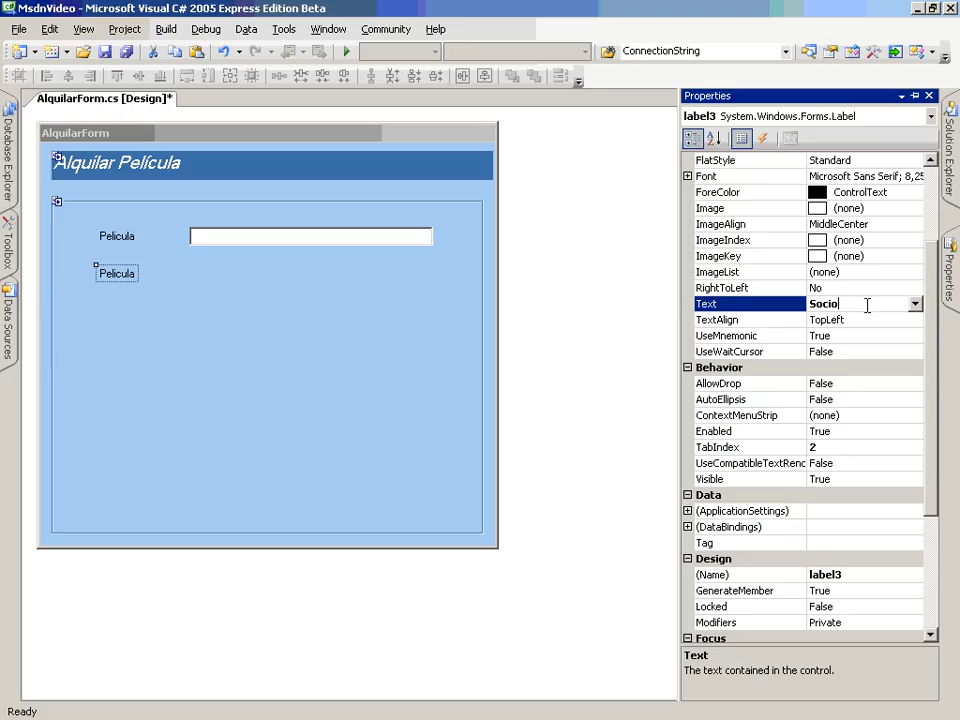 MsdnVideo - Microsoft Visual C# 2005 Express Edition Beta
File Edit View Project Build Debug Data Tools Window Community Help
ConnectionString
Database Explorer
Toolbox
Data Sources
AlquilarForm.cs [Design]*
AlquilarForm
Alquilar Película
Pelicula
Pelicula
Properties
label3 System.Windows.Forms.Label
FlatStyle Standard
Font Microsoft Sans Serif; 8,25
ForeColor ControlText
Image (none)
ImageAlign MiddleCenter
ImageIndex (none)
ImageKey (none)
ImageList (none)
RightToLeft No
Text Socio
TextAlign TopLeft
UseMnemonic True
UseWaitCursor False
Behavior
AllowDrop False
AutoEllipsis False
ContextMenuStrip (none)
Enabled True
TabIndex 2
UseCompatibleTextRend False
Visible True
Data
(ApplicationSettings)
(DataBindings)
Tag
Design
(Name) label3
GenerateMember True
Locked False
Modifiers Private
Focus
Text
The text contained in the control.
Solution Explorer
Properties
Ready